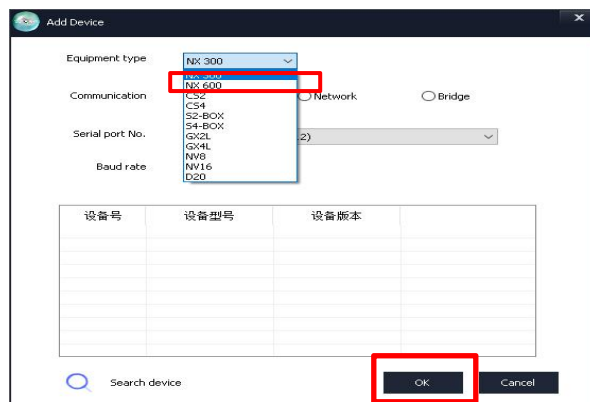 Add Device
Equipment type
NX 300
NX 300
NX 600
CS2
CS4
S2-BOX
S4-BOX
GX2L
GX4L
NV8
NV16
D20
Communication
Network
Bridge
Serial port No.
2)
Baud rate
设备号 设备型号 设备版本
Search device
OK
Cancel